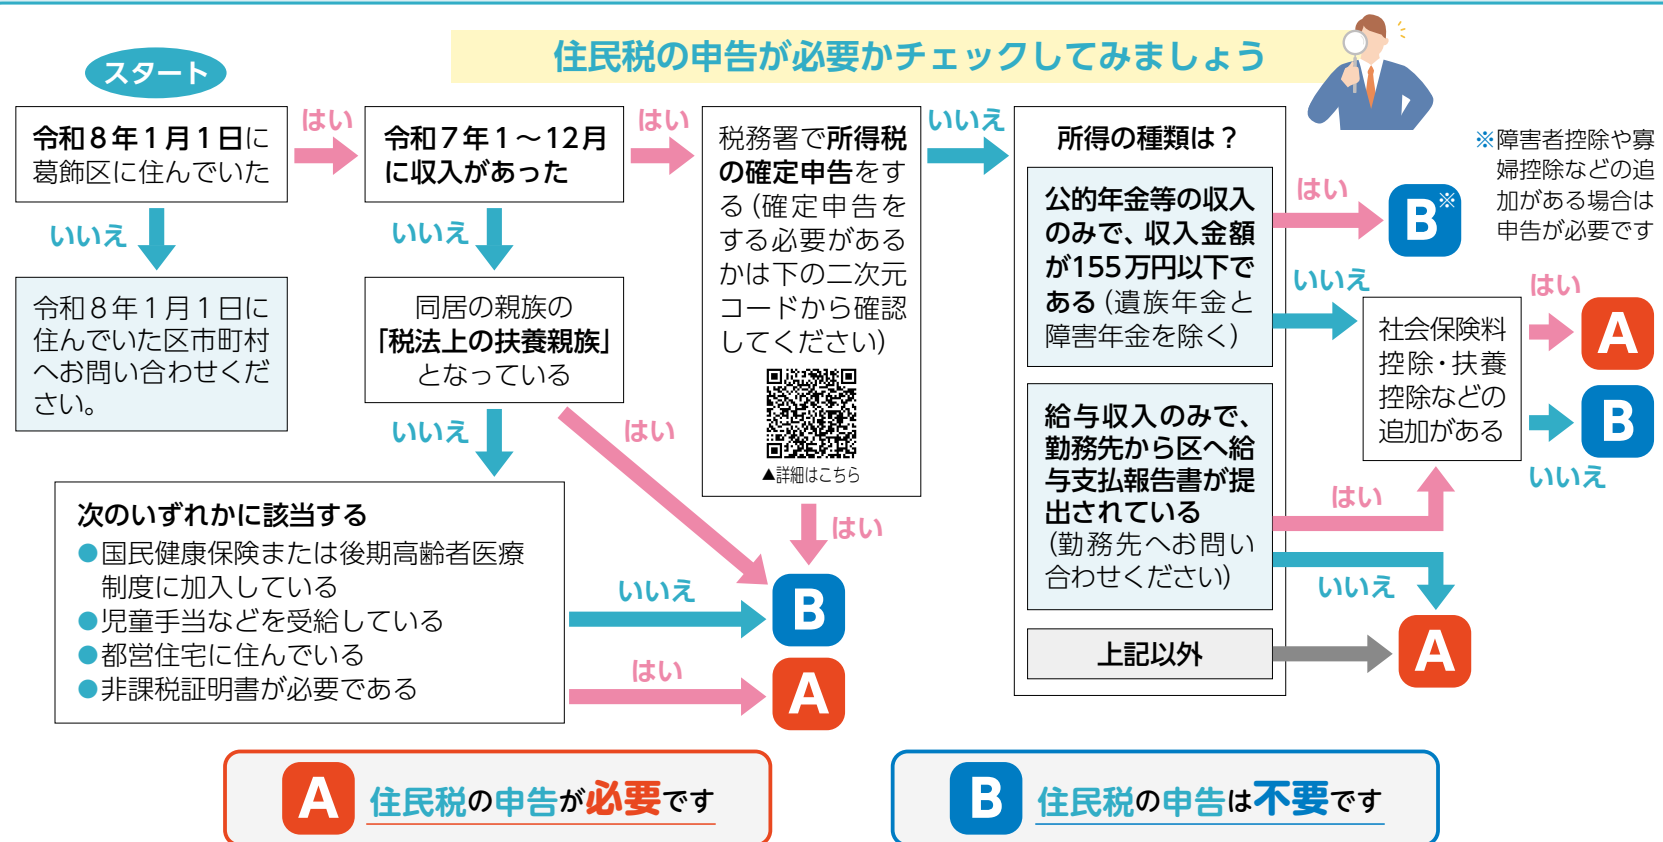 住民税の申告が必要かチェックしてみましょう
スタート
令和８年１月１日に
葛飾区に住んでいた
はい
いいえ
令和８年１月１日に
住んでいた区市町村
へお問い合わせくだ
さい。
令和７年１～12月
に収入があった
はい
いいえ
同居の親族の
「税法上の扶養親族」
となっている
はい
いいえ
次のいずれかに該当する
●国民健康保険または後期高齢者医療
制度に加入している
●児童手当などを受給している
●都営住宅に住んでいる
●非課税証明書が必要である
いいえ
B
はい
A
税務署で所得税
の確定申告をす
る（確定申告を
する必要がある
かは下の二次元
コードから確認
してください）
▲詳細はこちら
はい
いいえ
所得の種類は？
公的年金等の収入
のみで、収入金額
が155万円以下で
ある（遺族年金と
障害年金を除く）
はい
B※
※障害者控除や寡
婦控除などの追
加がある場合は
申告が必要です
いいえ
社会保険料
控除・扶養
控除などの
追加がある
はい
A
B
いいえ
給与収入のみで、
勤務先から区へ給
与支払報告書が提
出されている
（勤務先へお問い
合わせください）
はい
いいえ
上記以外
A
A 住民税の申告が必要です
B 住民税の申告は不要です